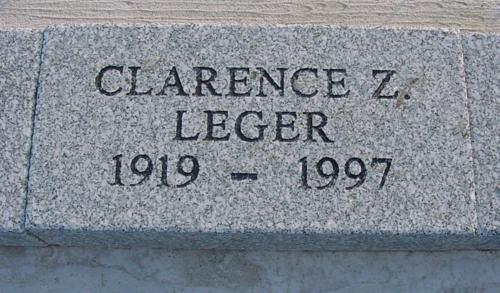 CLARENCE Z.
LEGER
1919 – 1997